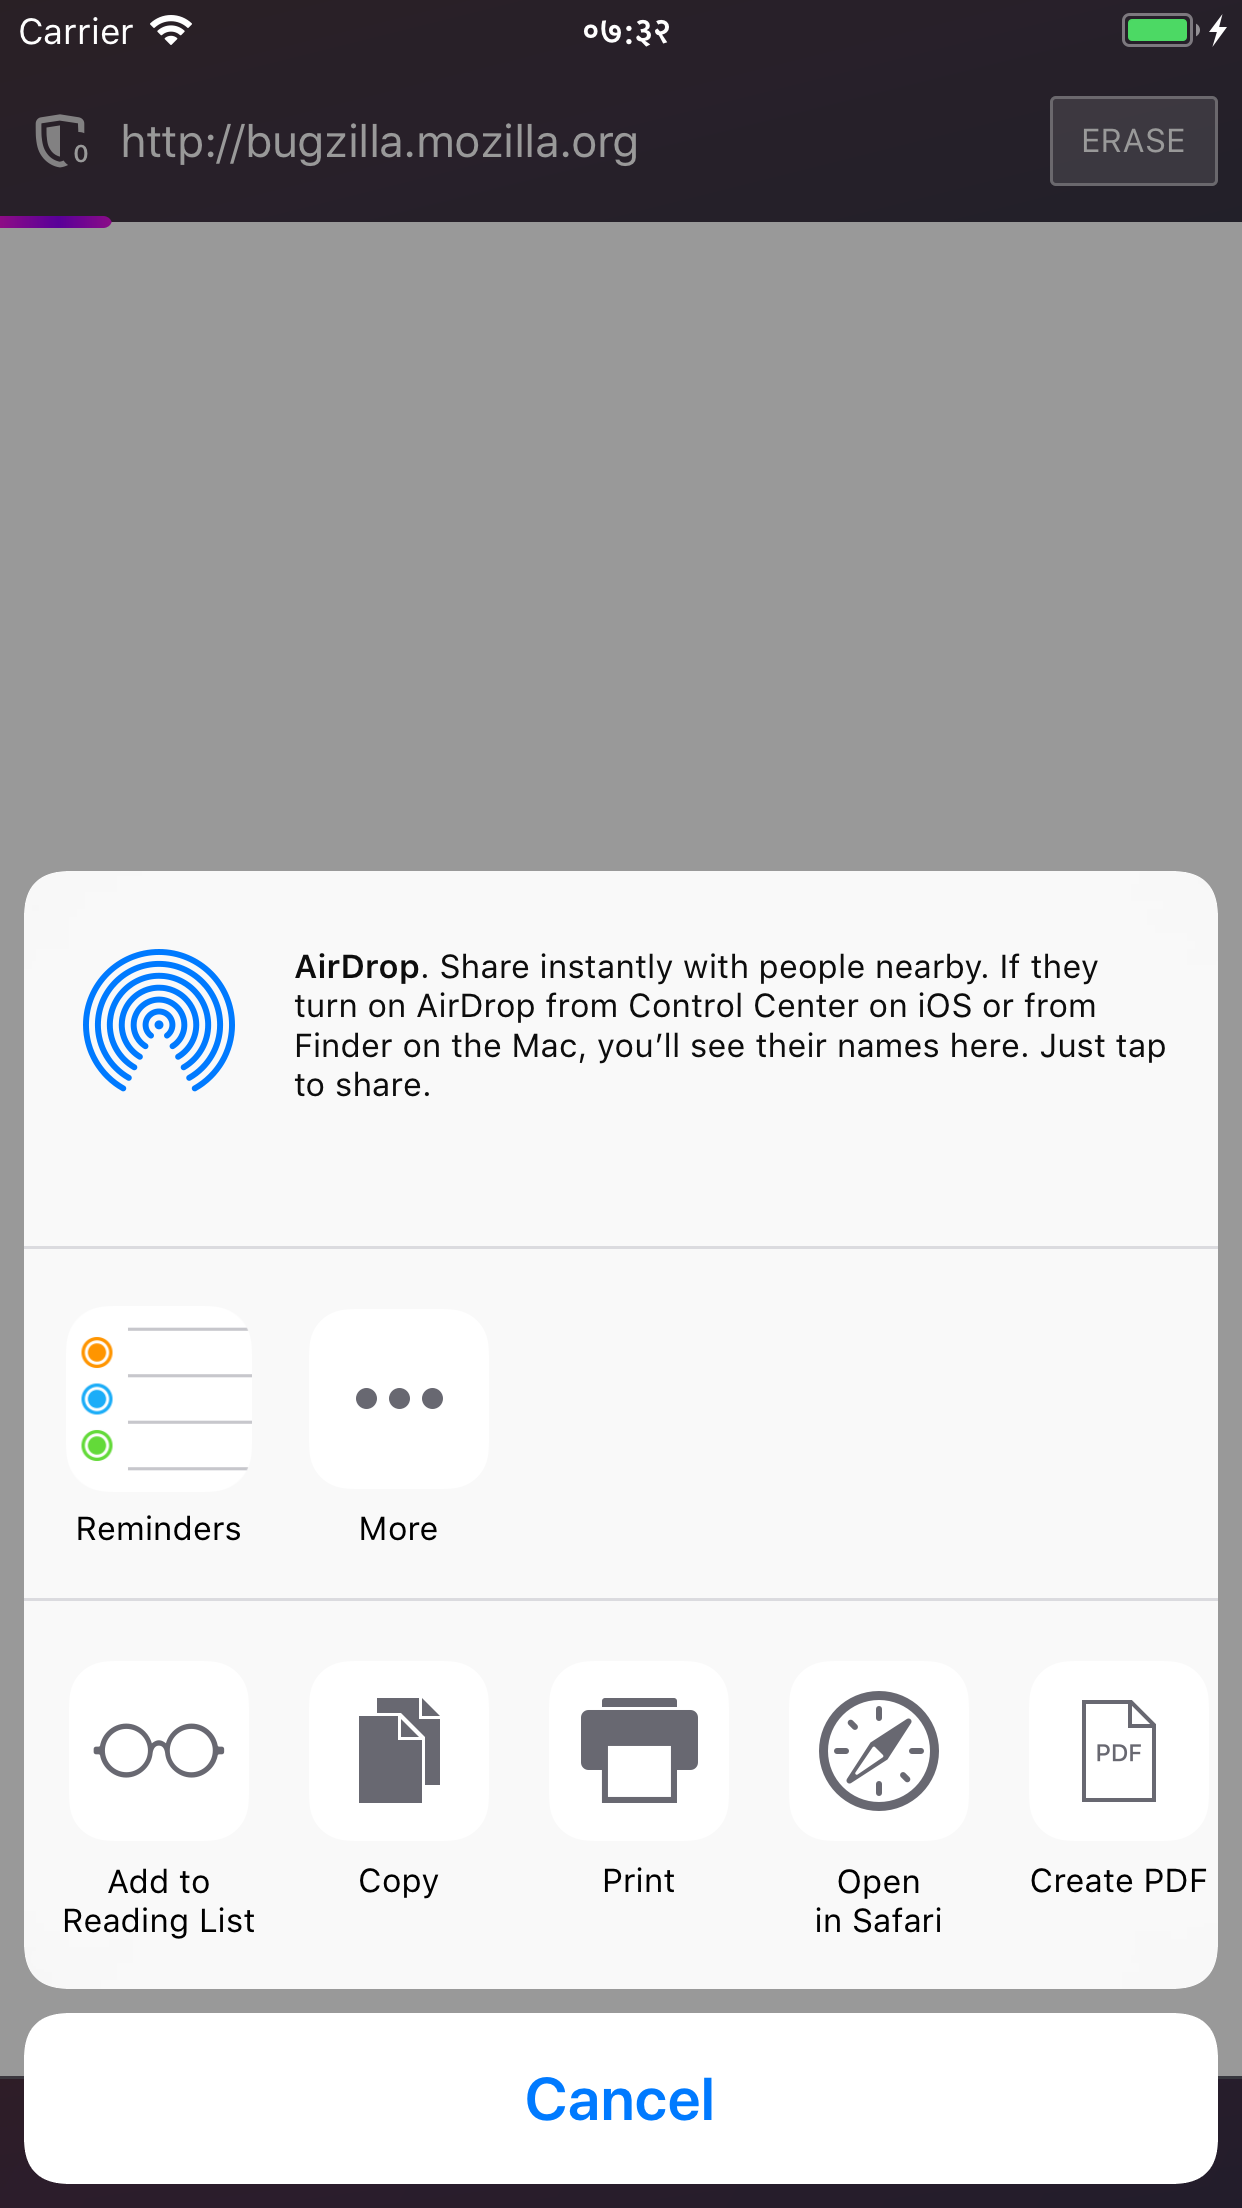 Carrier
०७:३२
0
http://bugzilla.mozilla.org
ERASE
AirDrop. Share instantly with people nearby. If they
turn on AirDrop from Control Center on iOS or from
Finder on the Mac, you’ll see their names here. Just tap
to share.
Reminders
More
PDF
Add to
Reading List
Copy
Print
Open
in Safari
Create PDF
Cancel